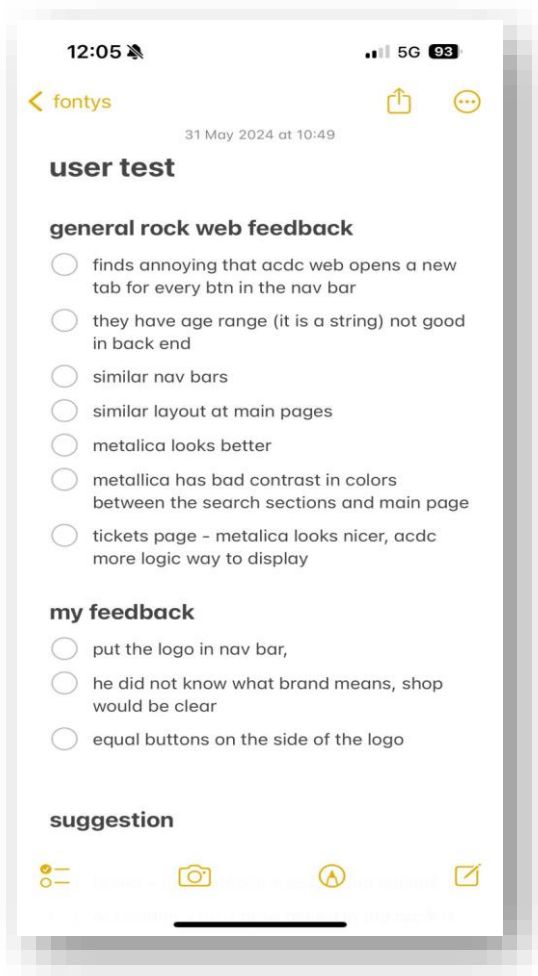 12:05
5G 93
fontys
31 May 2024 at 10:49
user test
general rock web feedback
finds annoying that acdc web opens a new
tab for every btn in the nav bar
they have age range (it is a string) not good
in back end
similar nav bars
similar layout at main pages
metalica looks better
metallica has bad contrast in colors
between the search sections and main page
tickets page - metalica looks nicer, acdc
more logic way to display
my feedback
put the logo in nav bar,
he did not know what brand means, shop
would be clear
equal buttons on the side of the logo
suggestion